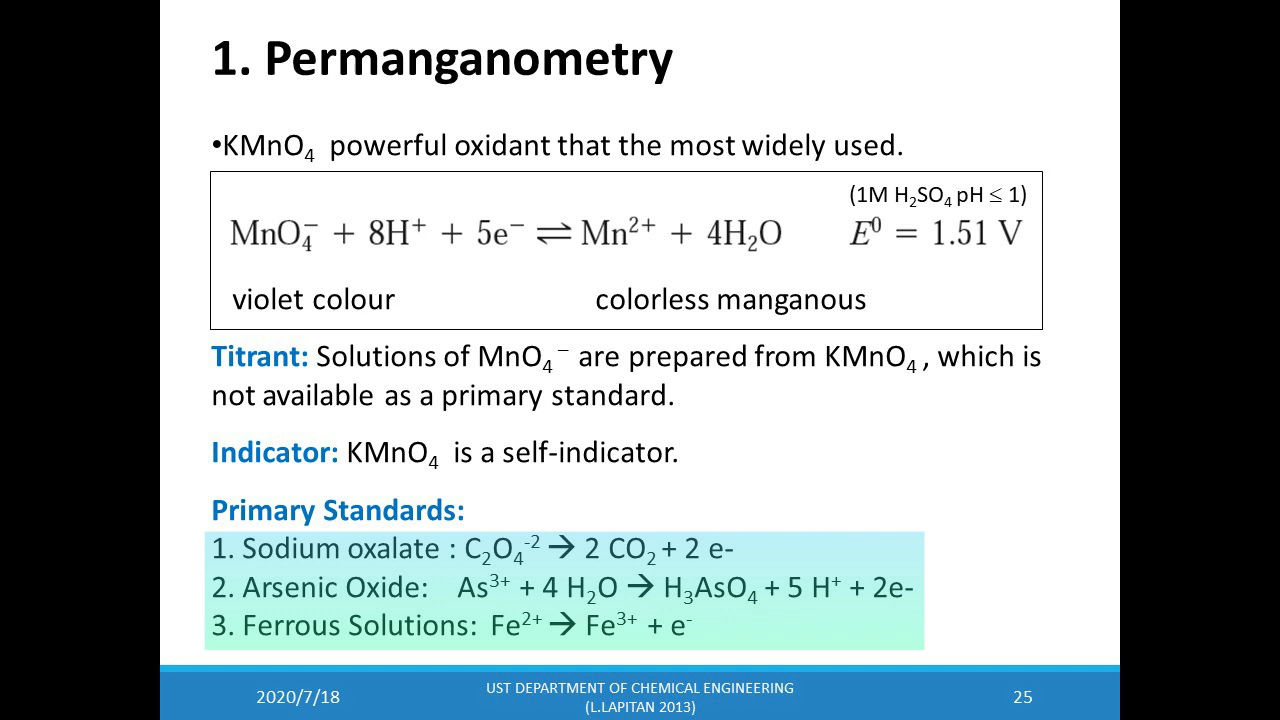 1. Permanganometry
•KMnO₄ powerful oxidant that the most widely used.
(1M H₂SO₄ pH ≤ 1)
MnO₄⁻ + 8H⁺ + 5e⁻ ⇌ Mn²⁺ + 4H₂O E⁰ = 1.51 V
violet colour colorless manganous
Titrant: Solutions of MnO₄⁻ are prepared from KMnO₄ , which is
not available as a primary standard.
Indicator: KMnO₄ is a self-indicator.
Primary Standards:
1. Sodium oxalate : C₂O₄⁻² → 2 CO₂ + 2 e-
2. Arsenic Oxide: As³⁺ + 4 H₂O → H₃AsO₄ + 5 H⁺ + 2e-
3. Ferrous Solutions: Fe²⁺ → Fe³⁺ + e⁻
2020/7/18
UST DEPARTMENT OF CHEMICAL ENGINEERING
(L.LAPITAN 2013)
25